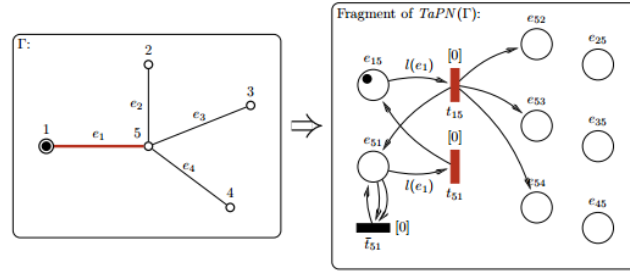 Γ:
2
3
1
e₁
5
e₂
e₃
e₄
4
⇒
Fragment of TaPN(Γ):
e₅₂
e₂₅
e₁₅
l(e₁)
[0]
t₁₅
e₅₃
e₃₅
e₅₁
[0]
l(e₁)
t₅₁
e₅₄
e₄₅
[0]
t̄₅₁